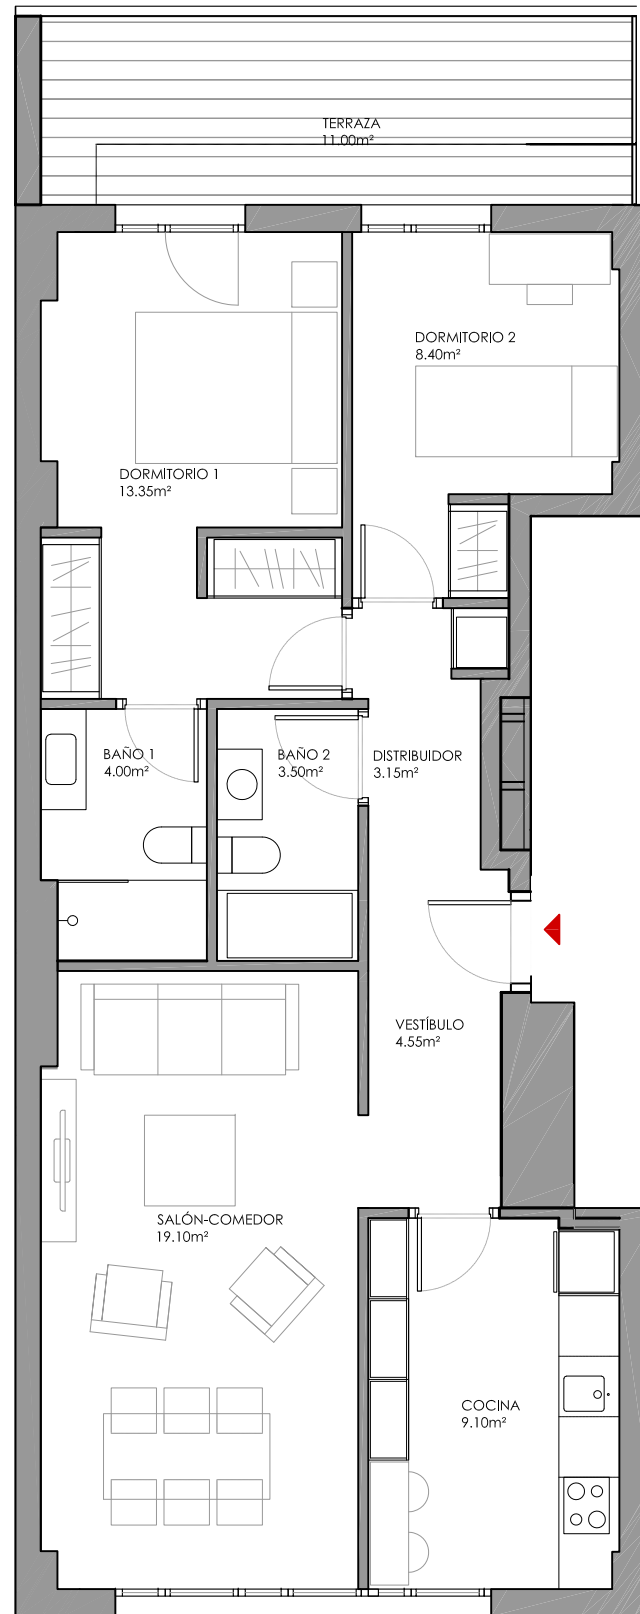 TERRAZA
11.00m²
DORMITORIO 2
8.40m²
DORMITORIO 1
13.35m²
BAÑO 1
4.00m²
BAÑO 2
3.50m²
DISTRIBUIDOR
3.15m²
VESTÍBULO
4.55m²
SALÓN-COMEDOR
19.10m²
COCINA
9.10m²